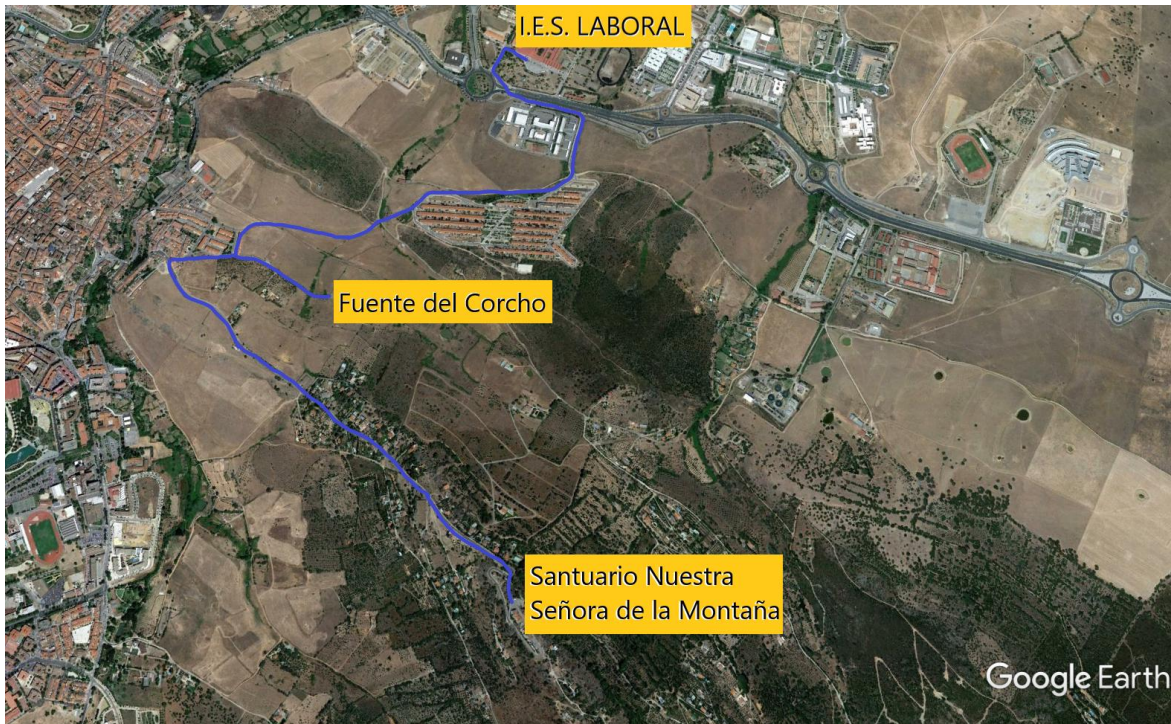 I.E.S. LABORAL
Fuente del Corcho
Santuario Nuestra
Señora de la Montaña
Google Earth